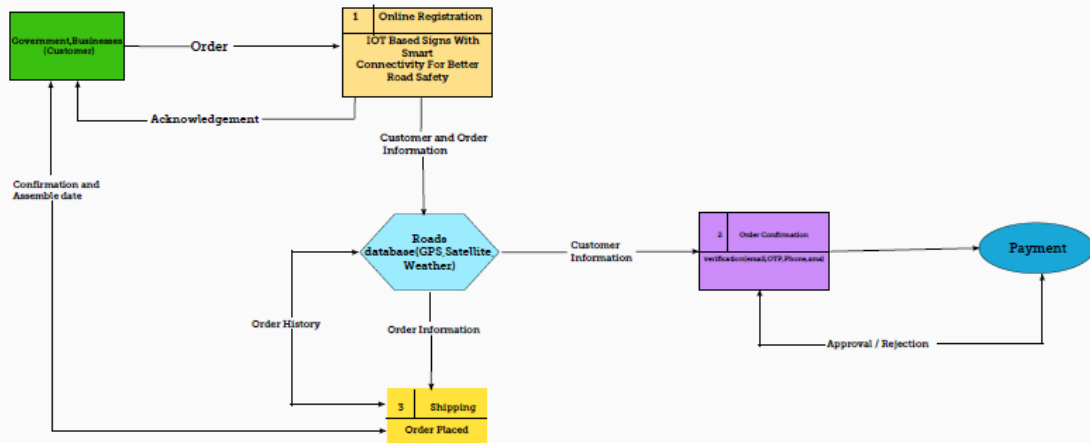 1 Online Registration
Government,Businesses
(Customer)
Order
IOT Based Signs With
Smart
Connectivity For Better
Road Safety
Acknowledgement
Customer and Order
Information
Confirmation and
Assemble date
Roads
database(GPS,Satellite,
Weather)
Customer
Information
2 Order Confirmation
verification(email,OTP,Phone,sms)
Payment
Order History
Order Information
Approval / Rejection
3 Shipping
Order Placed